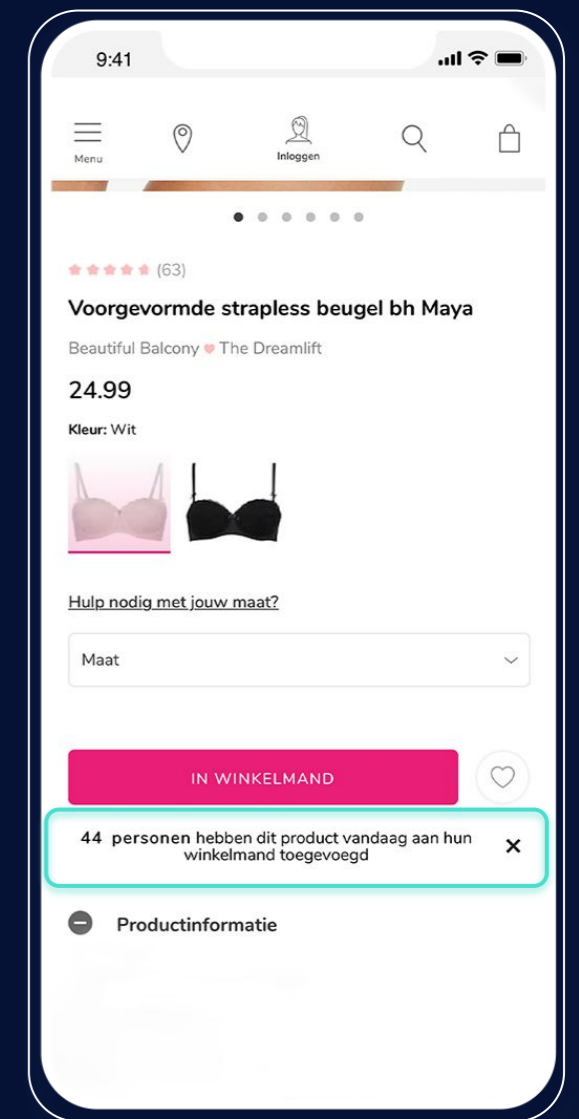 9:41
Menu
Inloggen
(63)
Voorgevormde strapless beugel bh Maya
Beautiful Balcony The Dreamlift
24.99
Kleur: Wit
Hulp nodig met jouw maat?
Maat
IN WINKELMAND
44 personen hebben dit product vandaag aan hun
winkelmand toegevoegd
Productinformatie